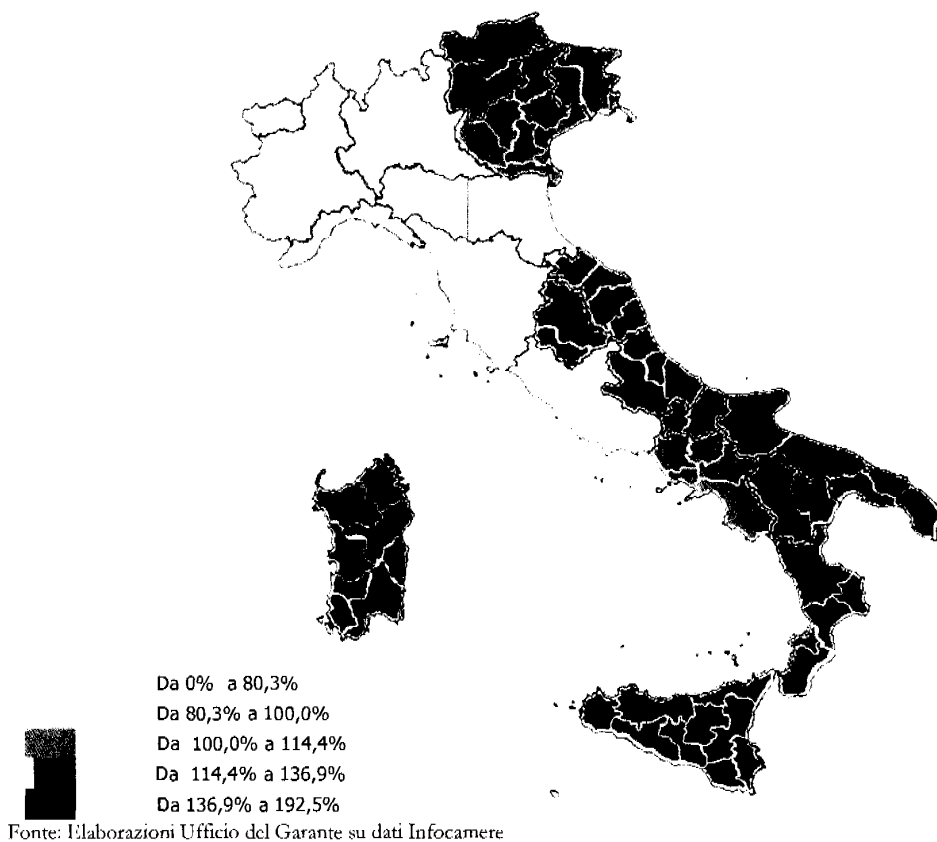 Da 0% a 80,3%
Da 80,3% a 100,0%
Da 100,0% a 114,4%
Da 114,4% a 136,9%
Da 136,9% a 192,5%
Fonte: Elaborazioni Ufficio del Garante su dati Infocamere